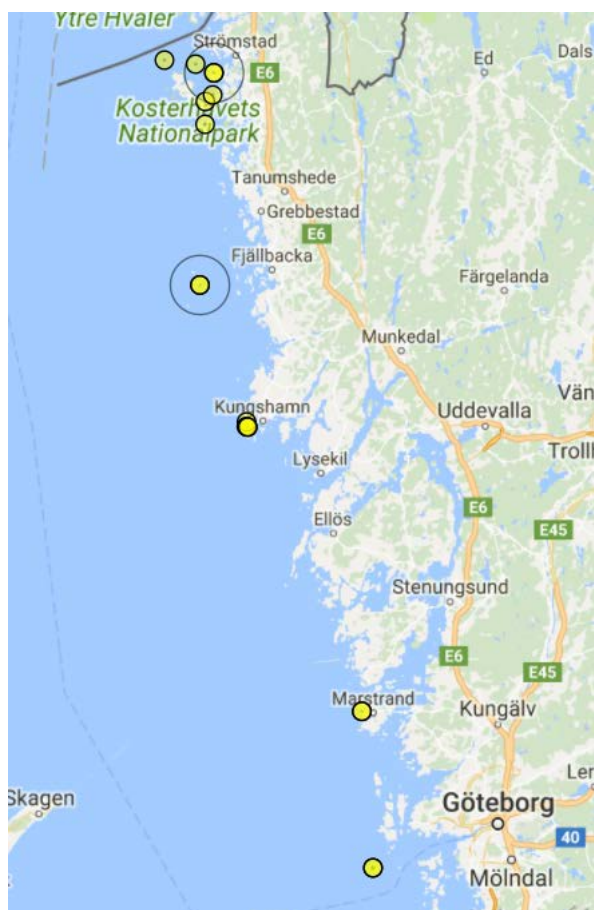 Ytre Hvaler
Strömstad
Ed
Dals
E6
Kosterhavets
Nationalpark
Tanumshede
Grebbestad
E6
Fjällbacka
Färgelanda
Munkedal
Vän
Kungshamn
Uddevalla
Trollh
Lysekil
E6
E45
Ellös
Stenungsund
E6
E45
Marstrand
Kungälv
Ler
Skagen
Göteborg
40
Mölndal